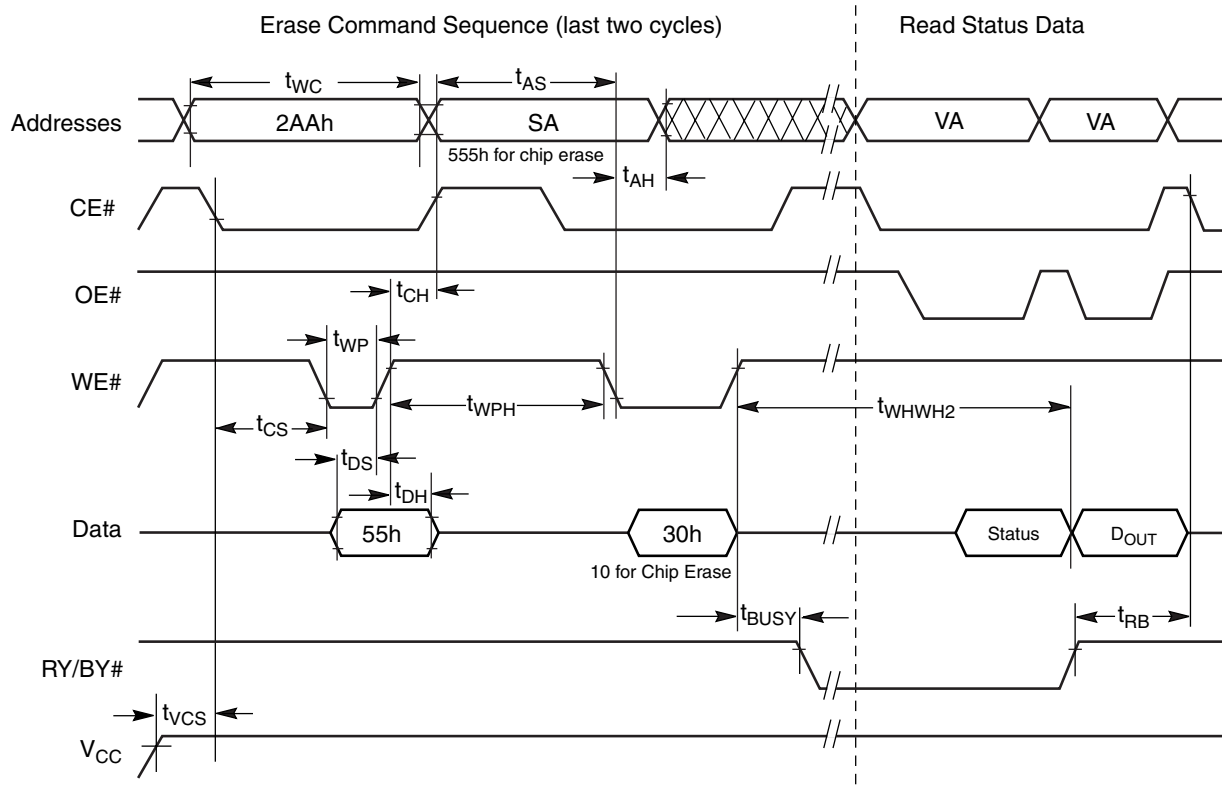 Erase Command Sequence (last two cycles)
Read Status Data
tWC
tAS
Addresses
2AAh
SA
VA
VA
555h for chip erase
tAH
CE#
OE#
tCH
tWP
WE#
tWPH
tWHWH2
tCS
tDS
tDH
Data
55h
30h
Status
DOUT
10 for Chip Erase
tBUSY
tRB
RY/BY#
tVCS
VCC